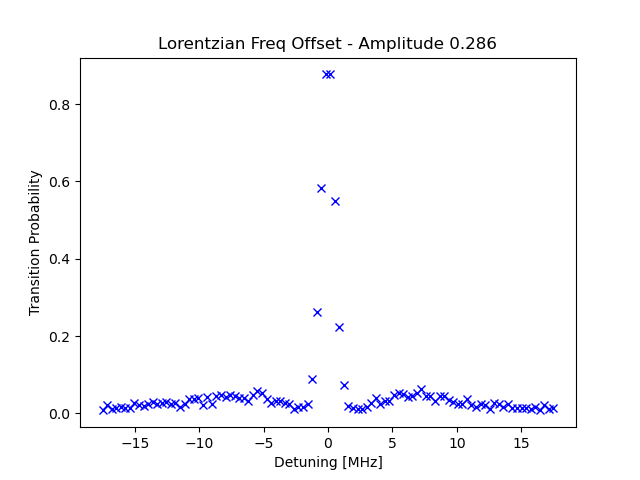 Lorentzian Freq Offset - Amplitude 0.286
Transition Probability
0.8
0.6
0.4
0.2
0.0
−15 −10 −5 0 5 10 15
Detuning [MHz]